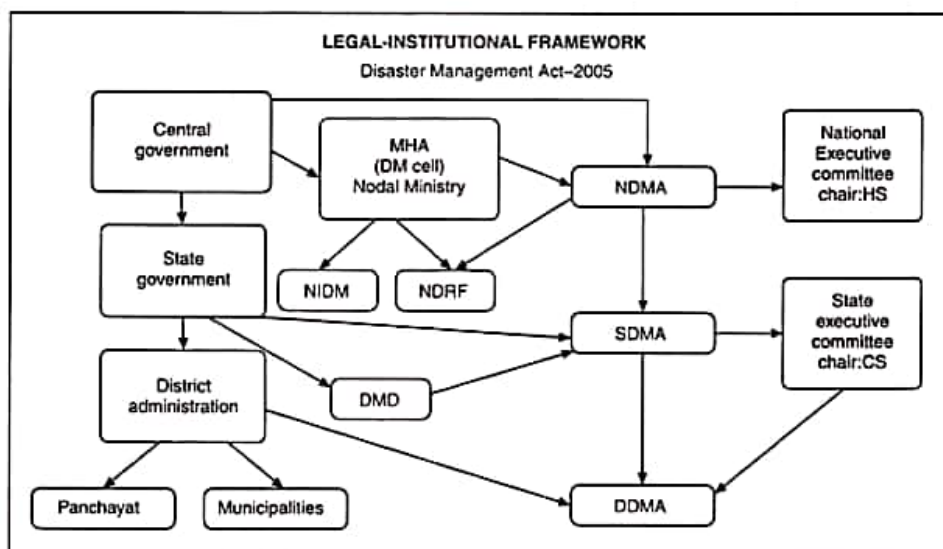 LEGAL-INSTITUTIONAL FRAMEWORK
Disaster Management Act–2005
Central
government
MHA
(DM cell)
Nodal Ministry
NDMA
National
Executive
committee
chair:HS
State
government
NIDM
NDRF
SDMA
State
executive
committee
chair:CS
District
administration
DMD
Panchayat
Municipalities
DDMA